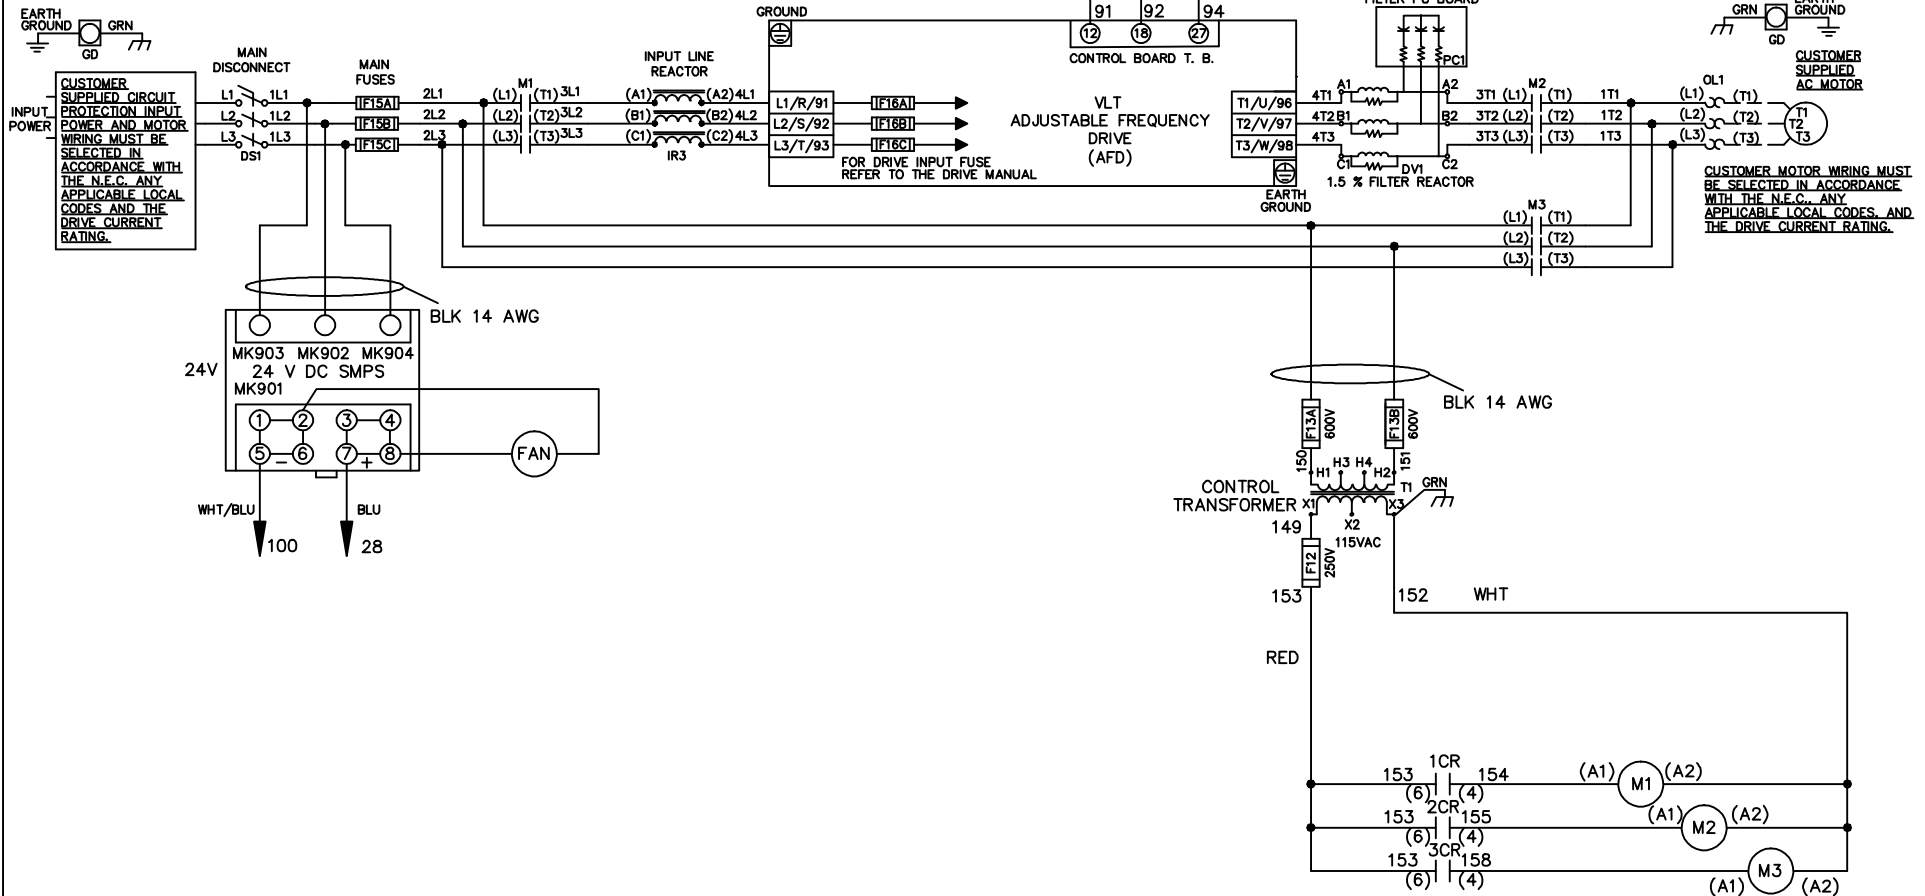 EARTH
GROUND
GRN
GD
GROUND
91
92
94
12
18
27
CONTROL BOARD T. B.
PC1
GRN
GROUND
GD
CUSTOMER
SUPPLIED
AC MOTOR
INPUT
POWER
CUSTOMER
SUPPLIED CIRCUIT
PROTECTION INPUT
POWER AND MOTOR
WIRING MUST BE
SELECTED IN
ACCORDANCE WITH
THE N.E.C. ANY
APPLICABLE LOCAL
CODES AND THE
DRIVE CURRENT
RATING.
MAIN
DISCONNECT
L1
1L1
L2
1L2
L3
1L3
DS1
MAIN
FUSES
F15A
F15B
F15C
2L1
2L2
2L3
M1
(L1) (T1) 3L1
(L2) (T2) 3L2
(L3) (T3) 3L3
INPUT LINE
REACTOR
(A1) (A2) 4L1
(B1) (B2) 4L2
(C1) (C2) 4L3
IR3
L1/R/91
L2/S/92
L3/T/93
F16A
F16B
F16C
FOR DRIVE INPUT FUSE
REFER TO THE DRIVE MANUAL
VLT
ADJUSTABLE FREQUENCY
DRIVE
(AFD)
T1/U/96
T2/V/97
T3/W/98
EARTH
GROUND
4T1 A1 A2
4T2 B1 B2
4T3
C1 C2
DV1
1.5 % FILTER REACTOR
M2
3T1 (L1) (T1) 1T1
3T2 (L2) (T2) 1T2
3T3 (L3) (T3) 1T3
OL1
(L1) (T1)
(L2) (T2)
(L3) (T3)
T1
T2
T3
CUSTOMER MOTOR WIRING MUST
BE SELECTED IN ACCORDANCE
WITH THE N.E.C., ANY
APPLICABLE LOCAL CODES, AND
THE DRIVE CURRENT RATING.
M3
(L1) (T1)
(L2) (T2)
(L3) (T3)
BLK 14 AWG
MK903 MK902 MK904
24V
24 V DC SMPS
MK901
1 2 3 4
5 - 6 7 + 8
FAN
WHT/BLU
BLU
100
28
BLK 14 AWG
F13A
600V
F13B
600V
150
151
H1 H3 H4 H2
T1
GRN
CONTROL
TRANSFORMER
X1
X2
X3
149
115VAC
F12
250V
153
152
WHT
RED
1CR
153
154
(A1) M1 (A2)
(6) (4)
2CR
153
155
(A1) M2 (A2)
(6) (4)
3CR
153
158
M3
(6) (4)
(A1) (A2)